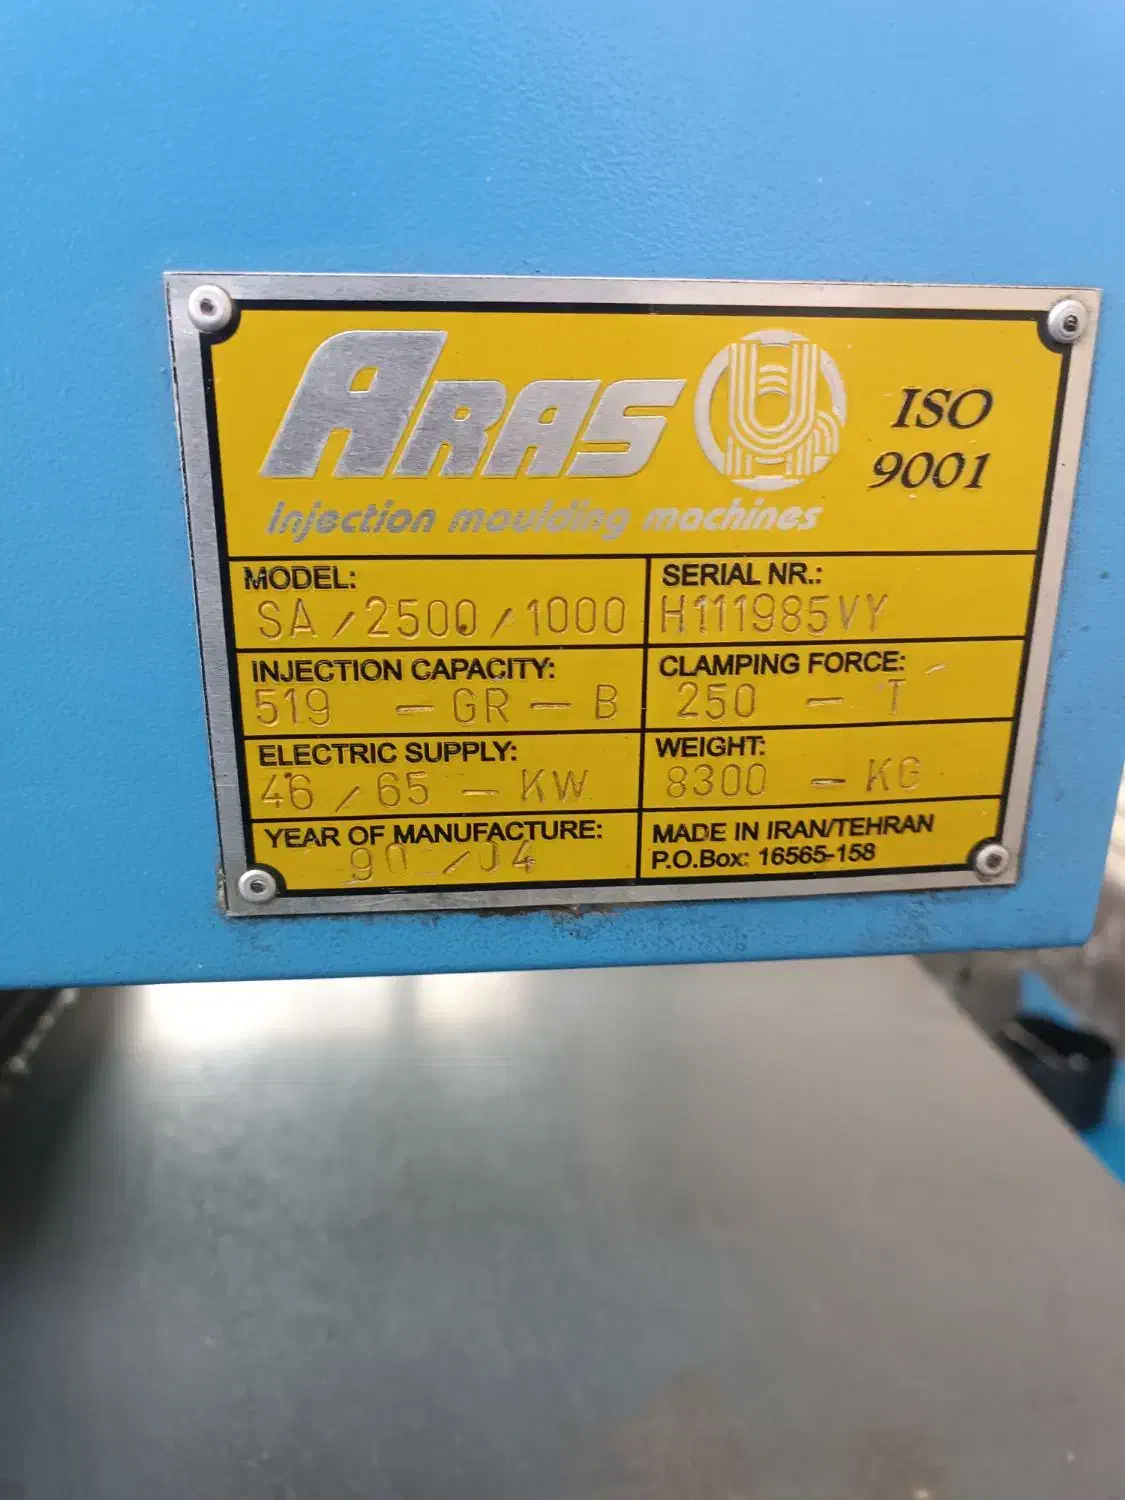 ARAS
Injection moulding machines
ISO
9001
MODEL:
SA/2500/1000
SERIAL NR.:
H111985VY
INJECTION CAPACITY:
519 - GR - B
CLAMPING FORCE:
250 - T
ELECTRIC SUPPLY:
46/65 - KW
WEIGHT:
8300 - KG
YEAR OF MANUFACTURE:
90/04
MADE IN IRAN/TEHRAN
P.O.Box: 16565-158